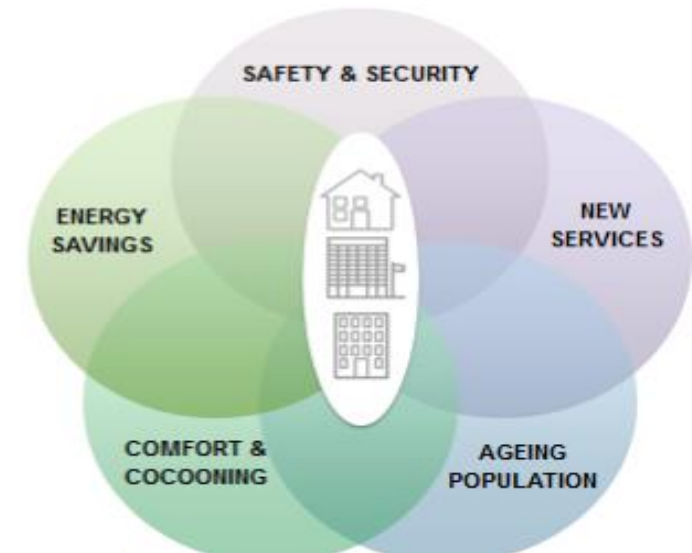 SAFETY & SECURITY
ENERGY
SAVINGS
NEW
SERVICES
COMFORT &
COCOONING
AGEING
POPULATION